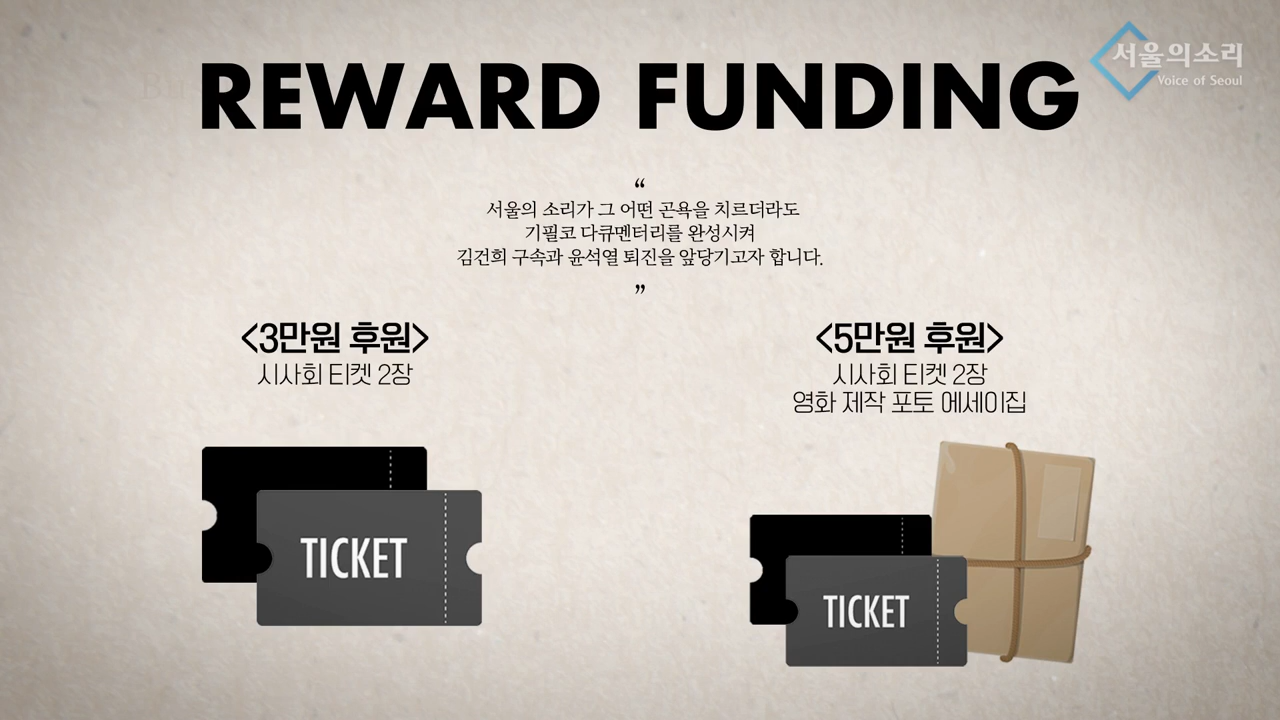 서울의소리
Voice of Seoul
REWARD FUNDING
“
서울의 소리가 그 어떤 곤욕을 치르더라도
기필코 다큐멘터리를 완성시켜
김건희 구속과 윤석열 퇴진을 앞당기고자 합니다.
”
<3만원 후원>
시사회 티켓 2장
TICKET
<5만원 후원>
시사회 티켓 2장
영화 제작 포토 에세이집
TICKET